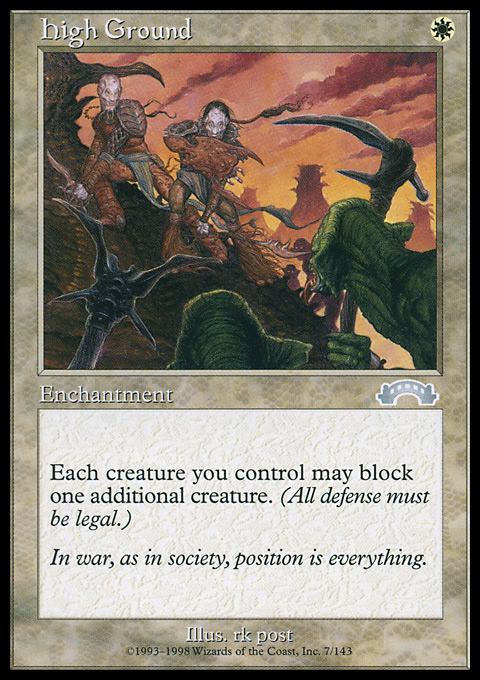 High Ground
Enchantment
Each creature you control may block
one additional creature. (All defense must
be legal.)
In war, as in society, position is everything.
Illus. rk post
©1993–1998 Wizards of the Coast, Inc. 7/143